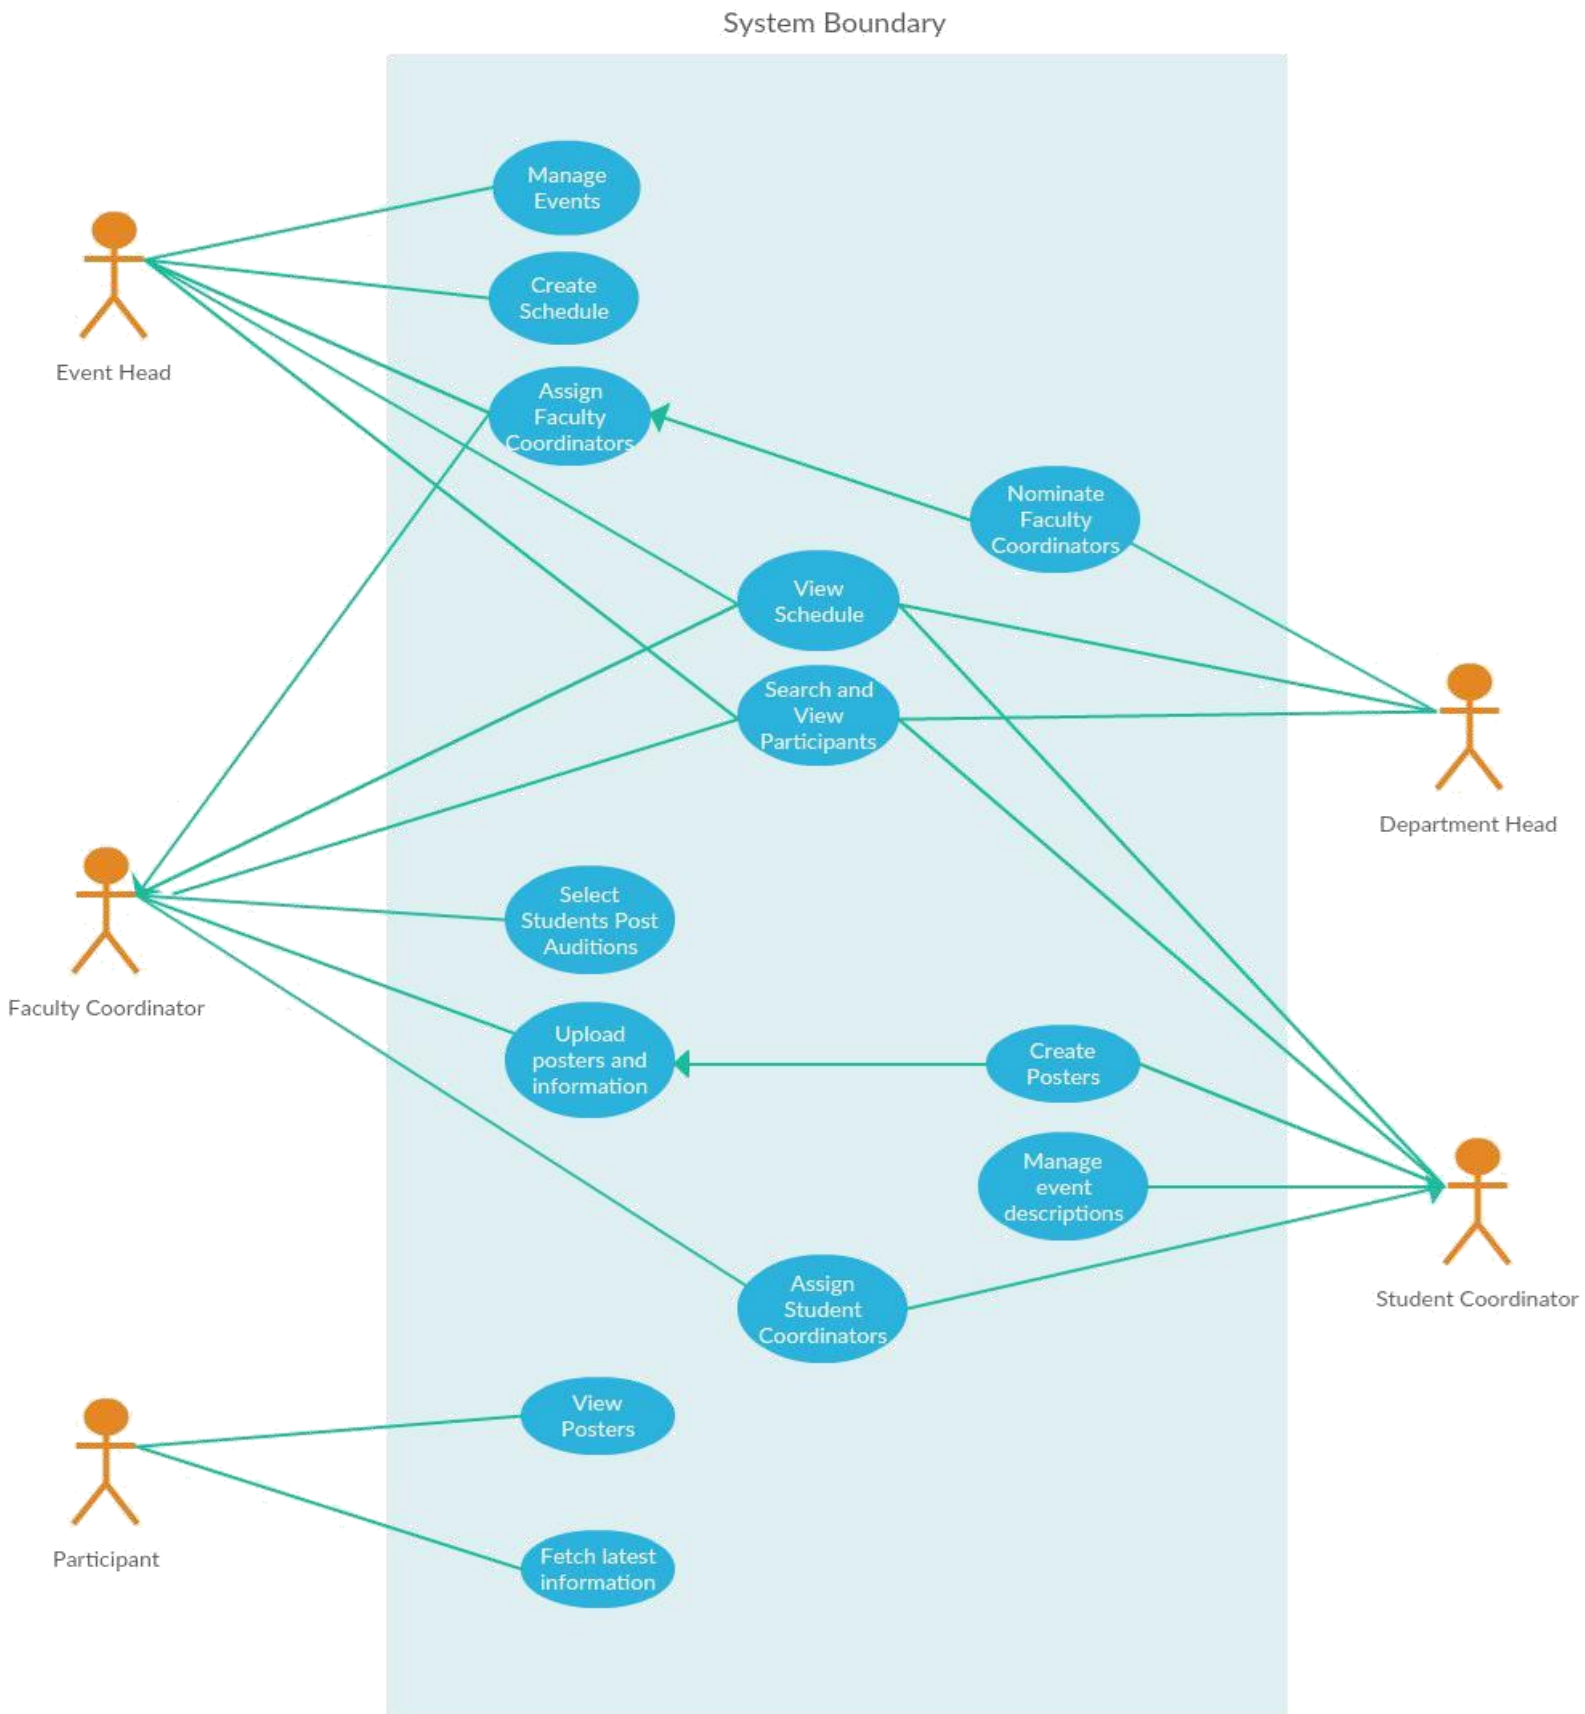 System Boundary
Manage
Events
Create
Schedule
Event Head
Assign
Faculty
Coordinators
Nominate
Faculty
Coordinators
View
Schedule
Search and
View
Participants
Department Head
Select
Students Post
Auditions
Faculty Coordinator
Upload
posters and
information
Create
Posters
Manage
event
descriptions
Assign
Student
Coordinators
Student Coordinator
View
Posters
Participant
Fetch latest
information